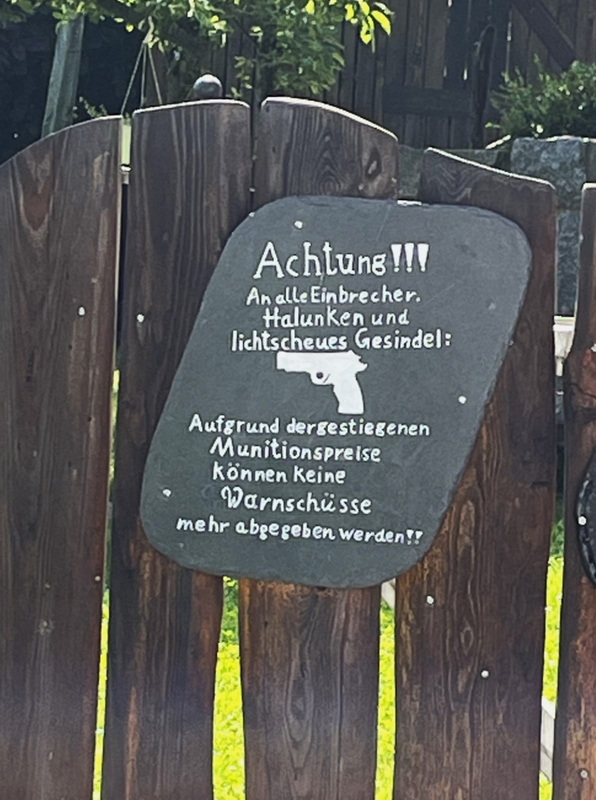 Achtung!!!
An alle Einbrecher.
Halunken und
lichtscheues Gesindel:
Aufgrund der gestiegenen
Munitionspreise
können keine
Warnschüsse
mehr abgegeben werden!!